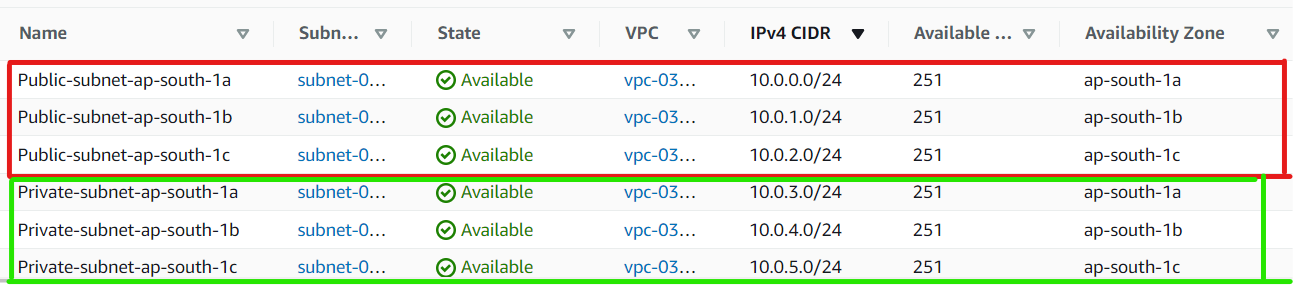 Name Subn... State VPC IPv4 CIDR Available ... Availability Zone
Public-subnet-ap-south-1a subnet-0... Available vpc-03... 10.0.0.0/24 251 ap-south-1a
Public-subnet-ap-south-1b subnet-0... Available vpc-03... 10.0.1.0/24 251 ap-south-1b
Public-subnet-ap-south-1c subnet-0... Available vpc-03... 10.0.2.0/24 251 ap-south-1c
Private-subnet-ap-south-1a subnet-0... Available vpc-03... 10.0.3.0/24 251 ap-south-1a
Private-subnet-ap-south-1b subnet-0... Available vpc-03... 10.0.4.0/24 251 ap-south-1b
Private-subnet-ap-south-1c subnet-0... Available vpc-03... 10.0.5.0/24 251 ap-south-1c